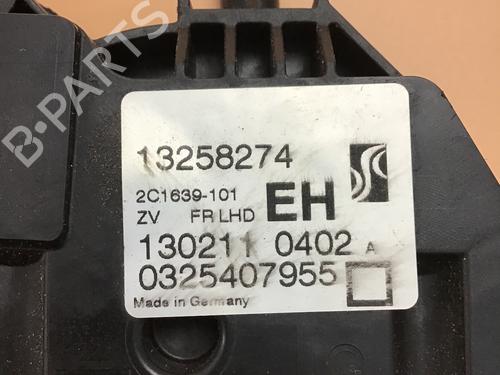 B-PARTS
13258274
2C1639-101
ZV FR LHD EH
130211 0402 A
0325407955
Made in Germany